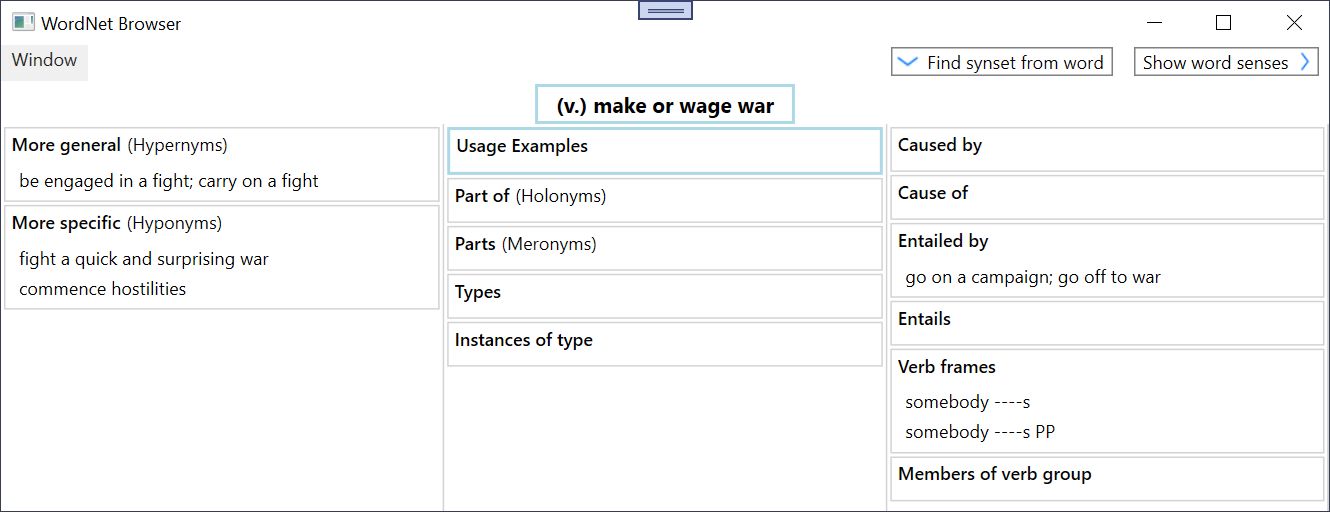 WordNet Browser
Window
Find synset from word
Show word senses
(v.) make or wage war
More general (Hypernyms)
be engaged in a fight; carry on a fight
More specific (Hyponyms)
fight a quick and surprising war
commence hostilities
Usage Examples
Part of (Holonyms)
Parts (Meronyms)
Types
Instances of type
Caused by
Cause of
Entailed by
go on a campaign; go off to war
Entails
Verb frames
somebody ----s
somebody ----s PP
Members of verb group